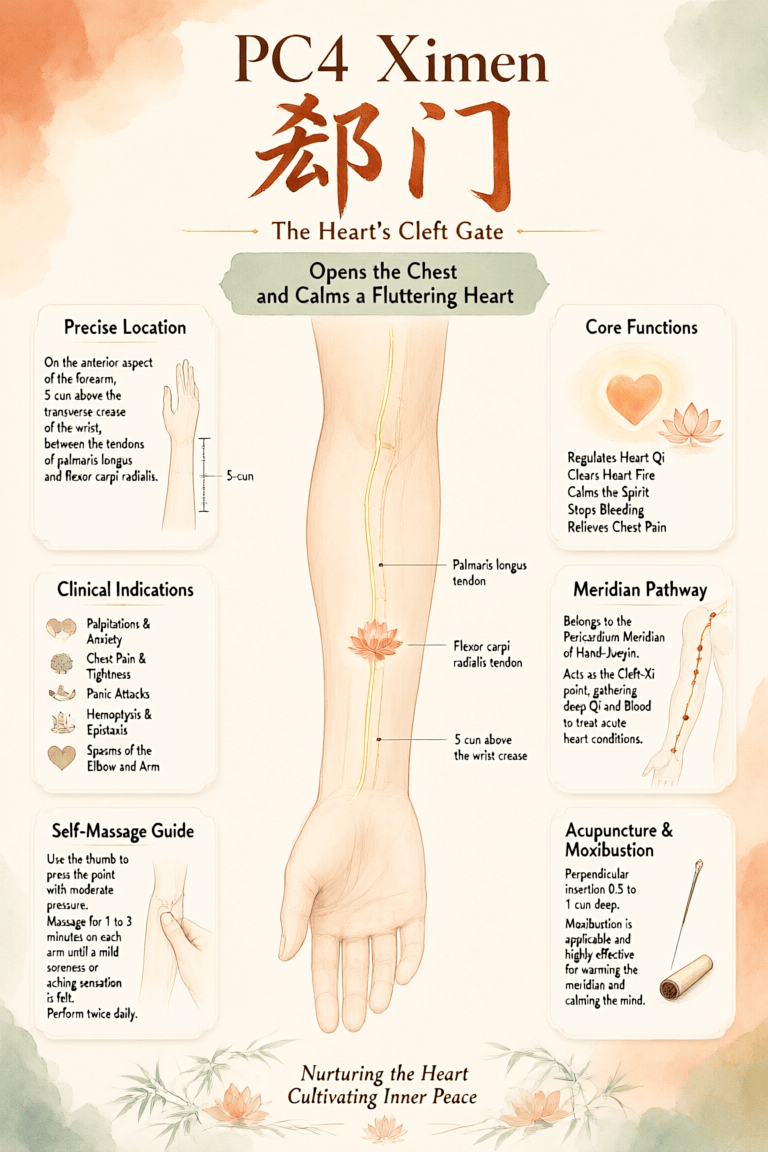 PC4 Ximen
郄门
The Heart's Cleft Gate
Opens the Chest
and Calms a Fluttering Heart
Precise Location
On the anterior aspect
of the forearm,
5 cun above the
transverse crease
of the wrist,
between the tendons
of palmaris longus
and flexor carpi radialis.
5-cun
Clinical Indications
Palpitations &
Anxiety
Chest Pain &
Tightness
Panic Attacks
Hemoptysis &
Epistaxis
Spasms of the
Elbow and Arm
Self-Massage Guide
Use the thumb to
press the point
with moderate
pressure.
Massage for 1 to 3
minutes on each
arm until a mild
soreness or
aching sensation
is felt.
Perform twice daily.
Palmaris longus
tendon
Flexor carpi
radialis tendon
5 cun above
the wrist crease
Core Functions
Regulates Heart Qi
Clears Heart Fire
Calms the Spirit
Stops Bleeding
Relieves Chest Pain
Meridian Pathway
Belongs to the
Pericardium Meridian
of Hand-Jueyin.
Acts as the Cleft-Xi
point, gathering
deep Qi and Blood
to treat acute
heart conditions.
Acupuncture &
Moxibustion
Perpendicular
insertion 0.5 to
1 cun deep.
Moxibustion is
applicable and
highly effective
for warming the
meridian and
calming the mind.
Nurturing the Heart
Cultivating Inner Peace